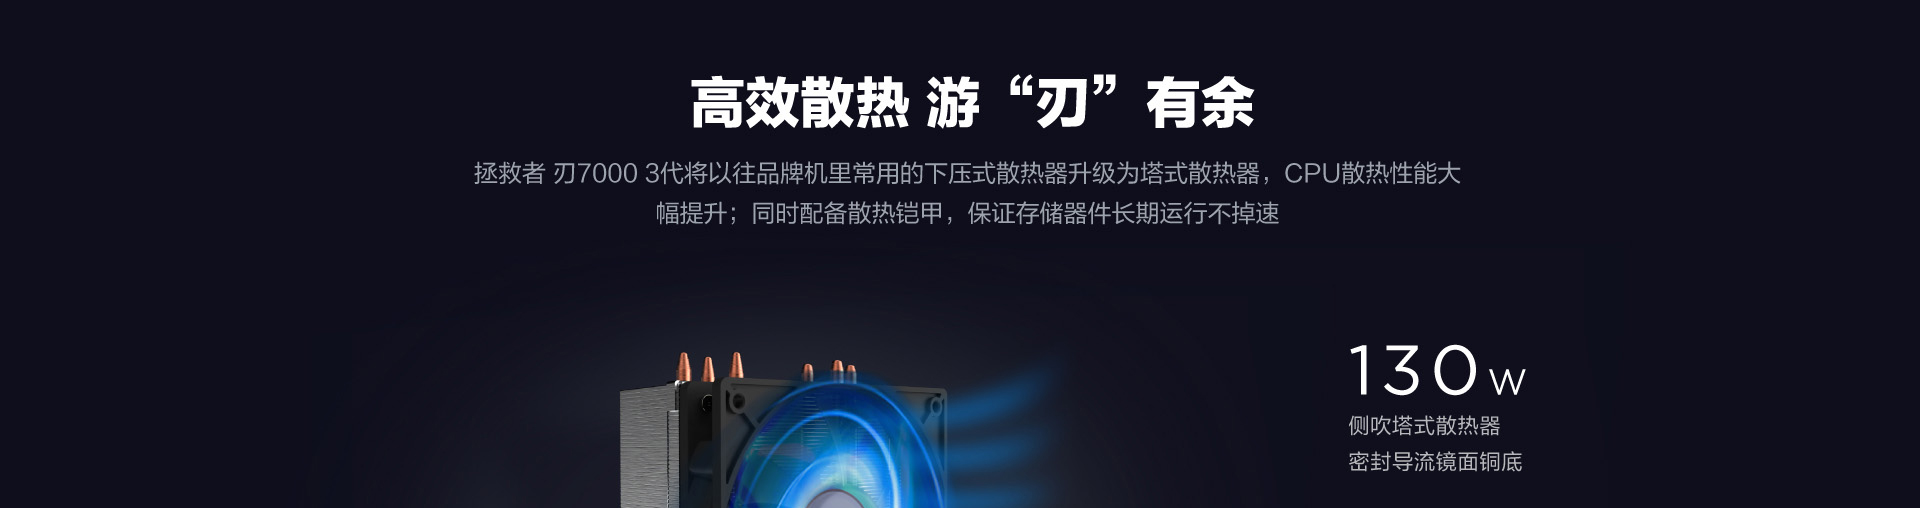 高效散热 游“刃”有余
拯救者 刃7000 3代将以往品牌机里常用的下压式散热器升级为塔式散热器，CPU散热性能大
幅提升；同时配备散热铠甲，保证存储器件长期运行不掉速
130W
侧吹塔式散热器
密封导流镜面铜底